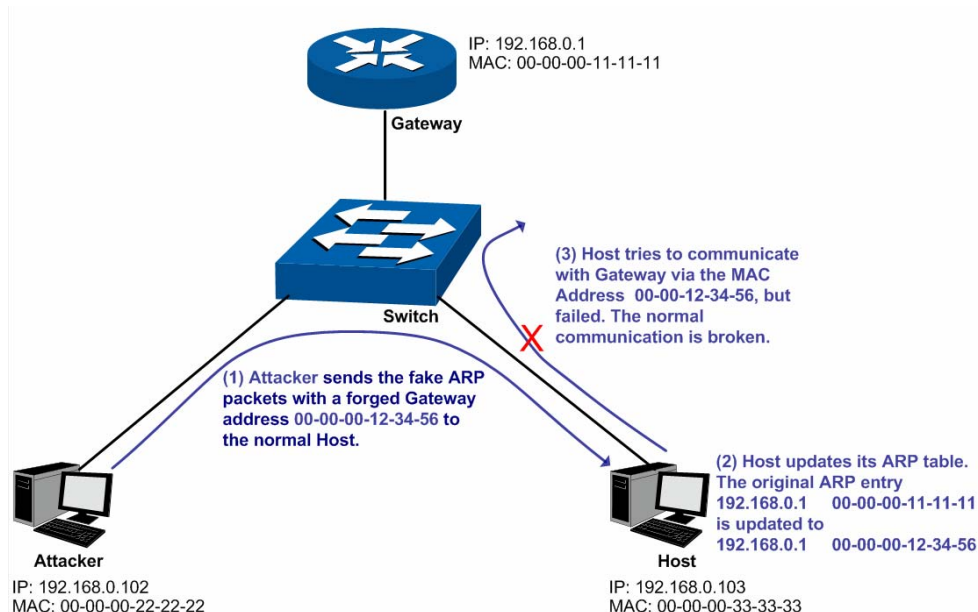 IP: 192.168.0.1
MAC: 00-00-00-11-11-11
Gateway
(3) Host tries to communicate
with Gateway via the MAC
Address 00-00-12-34-56, but
failed. The normal
communication is broken.
Switch
X
(1) Attacker sends the fake ARP
packets with a forged Gateway
address 00-00-00-12-34-56 to
the normal Host.
(2) Host updates its ARP table.
The original ARP entry
192.168.0.1 00-00-00-11-11-11
is updated to
192.168.0.1 00-00-00-12-34-56
Attacker
IP: 192.168.0.102
MAC: 00-00-00-22-22-22
Host
IP: 192.168.0.103
MAC: 00-00-00-33-33-33